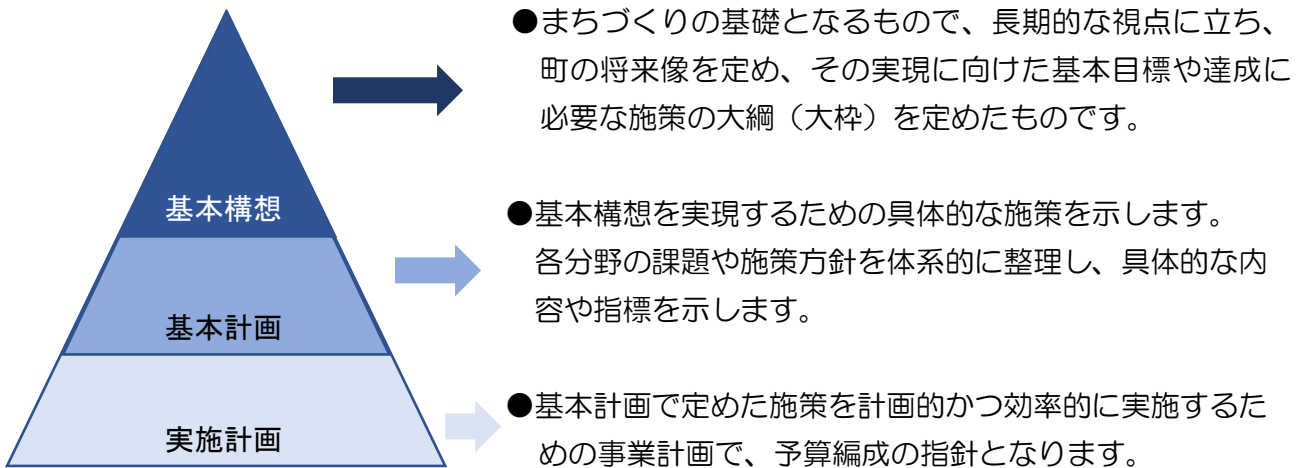 ●まちづくりの基礎となるもので、長期的な視点に立ち、
町の将来像を定め、その実現に向けた基本目標や達成に
必要な施策の大綱（大枠）を定めたものです。
基本構想
●基本構想を実現するための具体的な施策を示します。
各分野の課題や施策方針を体系的に整理し、具体的な内
容や指標を示します。
基本計画
●基本計画で定めた施策を計画的かつ効率的に実施するた
めの事業計画で、予算編成の指針となります。
実施計画